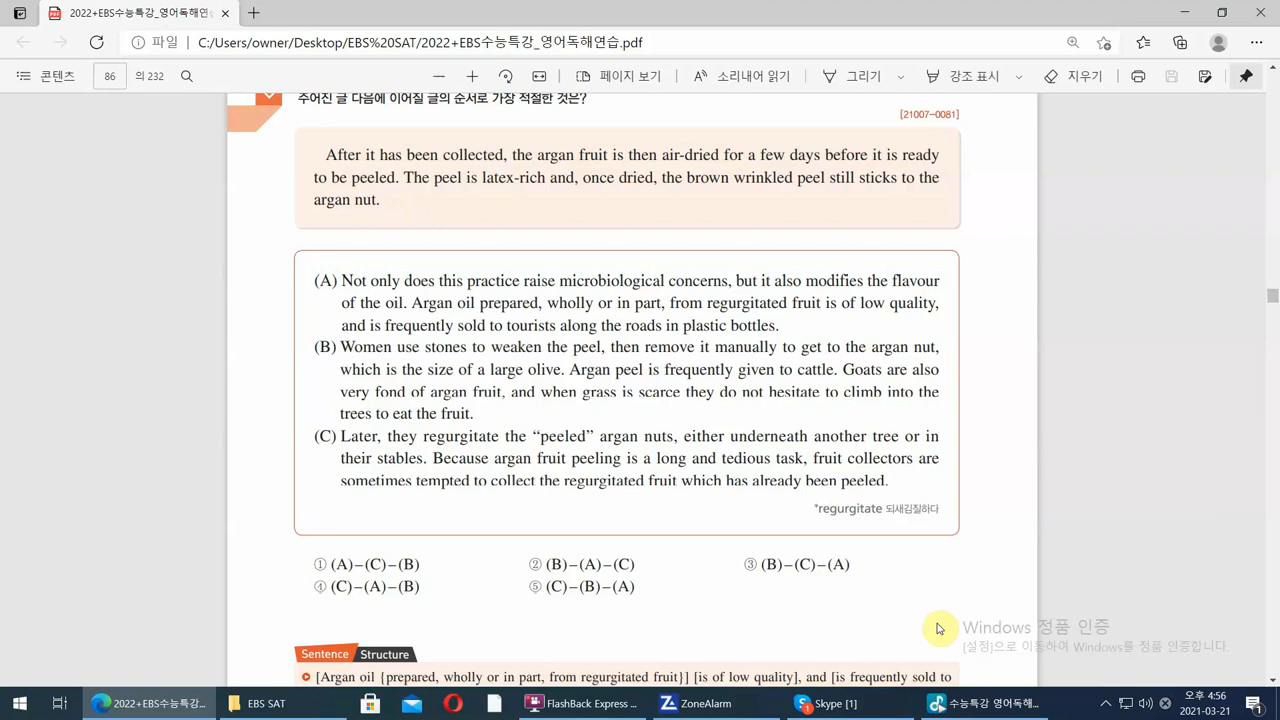 2022+EBS수능특강_영어독해연습
파일 C:/Users/owner/Desktop/EBS%20SAT/2022+EBS수능특강_영어독해연습.pdf
콘텐츠 86 의 232 페이지 보기 소리내어 읽기 그리기 강조 표시 지우기
주어진 글 다음에 이어질 글의 순서로 가장 적절한 것은?
[21007-0081]
After it has been collected, the argan fruit is then air-dried for a few days before it is ready
to be peeled. The peel is latex-rich and, once dried, the brown wrinkled peel still sticks to the
argan nut.
(A) Not only does this practice raise microbiological concerns, but it also modifies the flavour
of the oil. Argan oil prepared, wholly or in part, from regurgitated fruit is of low quality,
and is frequently sold to tourists along the roads in plastic bottles.
(B) Women use stones to weaken the peel, then remove it manually to get to the argan nut,
which is the size of a large olive. Argan peel is frequently given to cattle. Goats are also
very fond of argan fruit, and when grass is scarce they do not hesitate to climb into the
trees to eat the fruit.
(C) Later, they regurgitate the “peeled” argan nuts, either underneath another tree or in
their stables. Because argan fruit peeling is a long and tedious task, fruit collectors are
sometimes tempted to collect the regurgitated fruit which has already been peeled.
*regurgitate 되새김질하다
① (A)–(C)–(B) ② (B)–(A)–(C) ③ (B)–(C)–(A)
④ (C)–(A)–(B) ⑤ (C)–(B)–(A)
Windows 정품 인증
[설정]으로 이동하여 Windows를 정품 인증합니다.
Sentence Structure
[Argan oil {prepared, wholly or in part, from regurgitated fruit}] [is of low quality], and [is frequently sold to
2022+EBS수능특강_영... EBS SAT FlashBack Express ... ZoneAlarm Skype [1] 수능특강 영어독해... 오후 4:56
2021-03-21